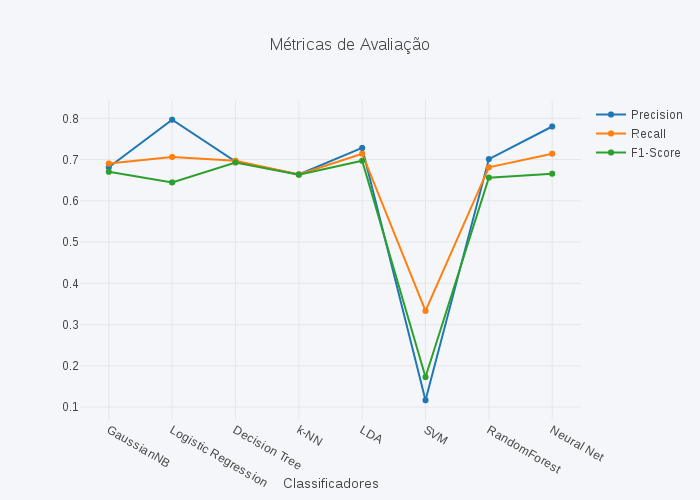 Métricas de Avaliação
Precision
Recall
F1-Score
0.8
0.7
0.6
0.5
0.4
0.3
0.2
0.1
GaussianNB
Logistic Regression
Decision Tree
k-NN
LDA
SVM
RandomForest
Neural Net
Classificadores